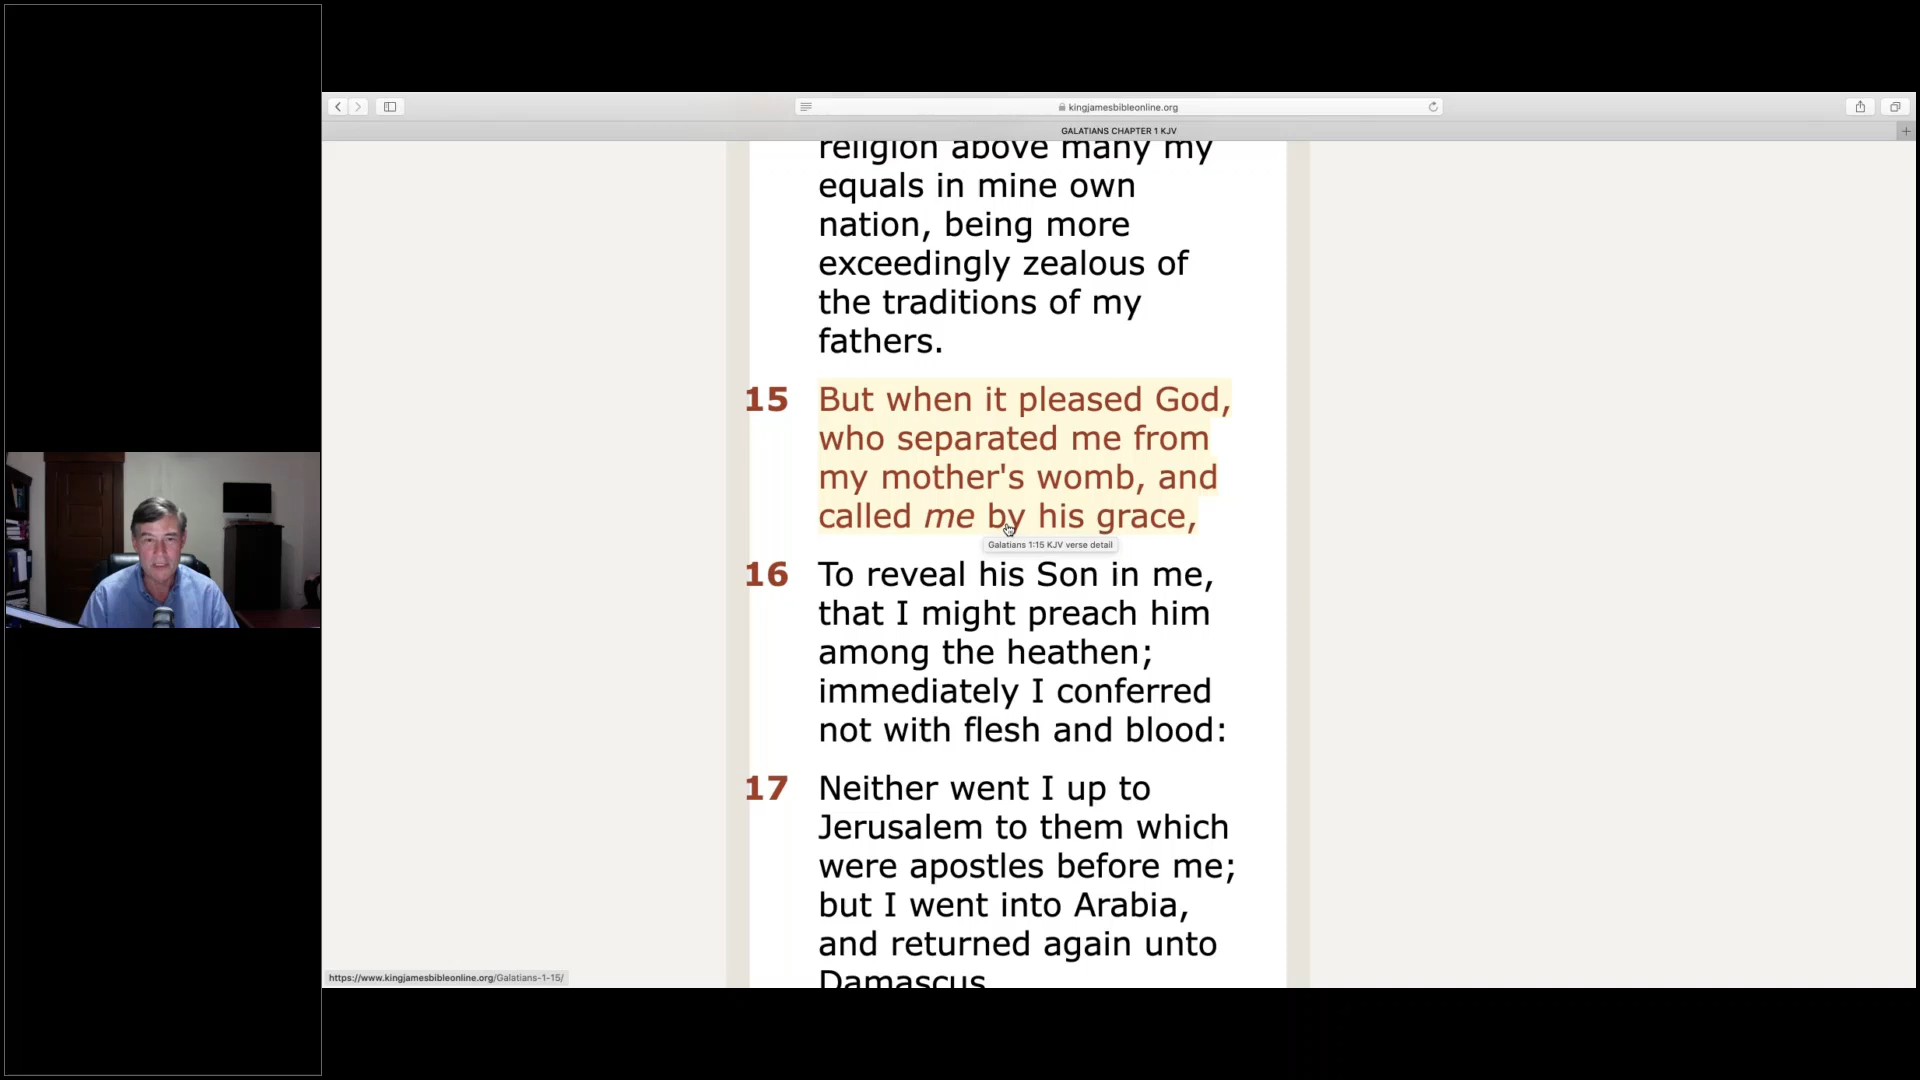 kingjamesbibleonline.org
GALATIANS CHAPTER 1 KJV
religion above many my
equals in mine own
nation, being more
exceedingly zealous of
the traditions of my
fathers.
15 But when it pleased God,
who separated me from
my mother's womb, and
called me by his grace,
Galatians 1:15 KJV verse detail
16 To reveal his Son in me,
that I might preach him
among the heathen;
immediately I conferred
not with flesh and blood:
17 Neither went I up to
Jerusalem to them which
were apostles before me;
but I went into Arabia,
and returned again unto
Damascus.
https://www.kingjamesbibleonline.org/Galatians-1-15/